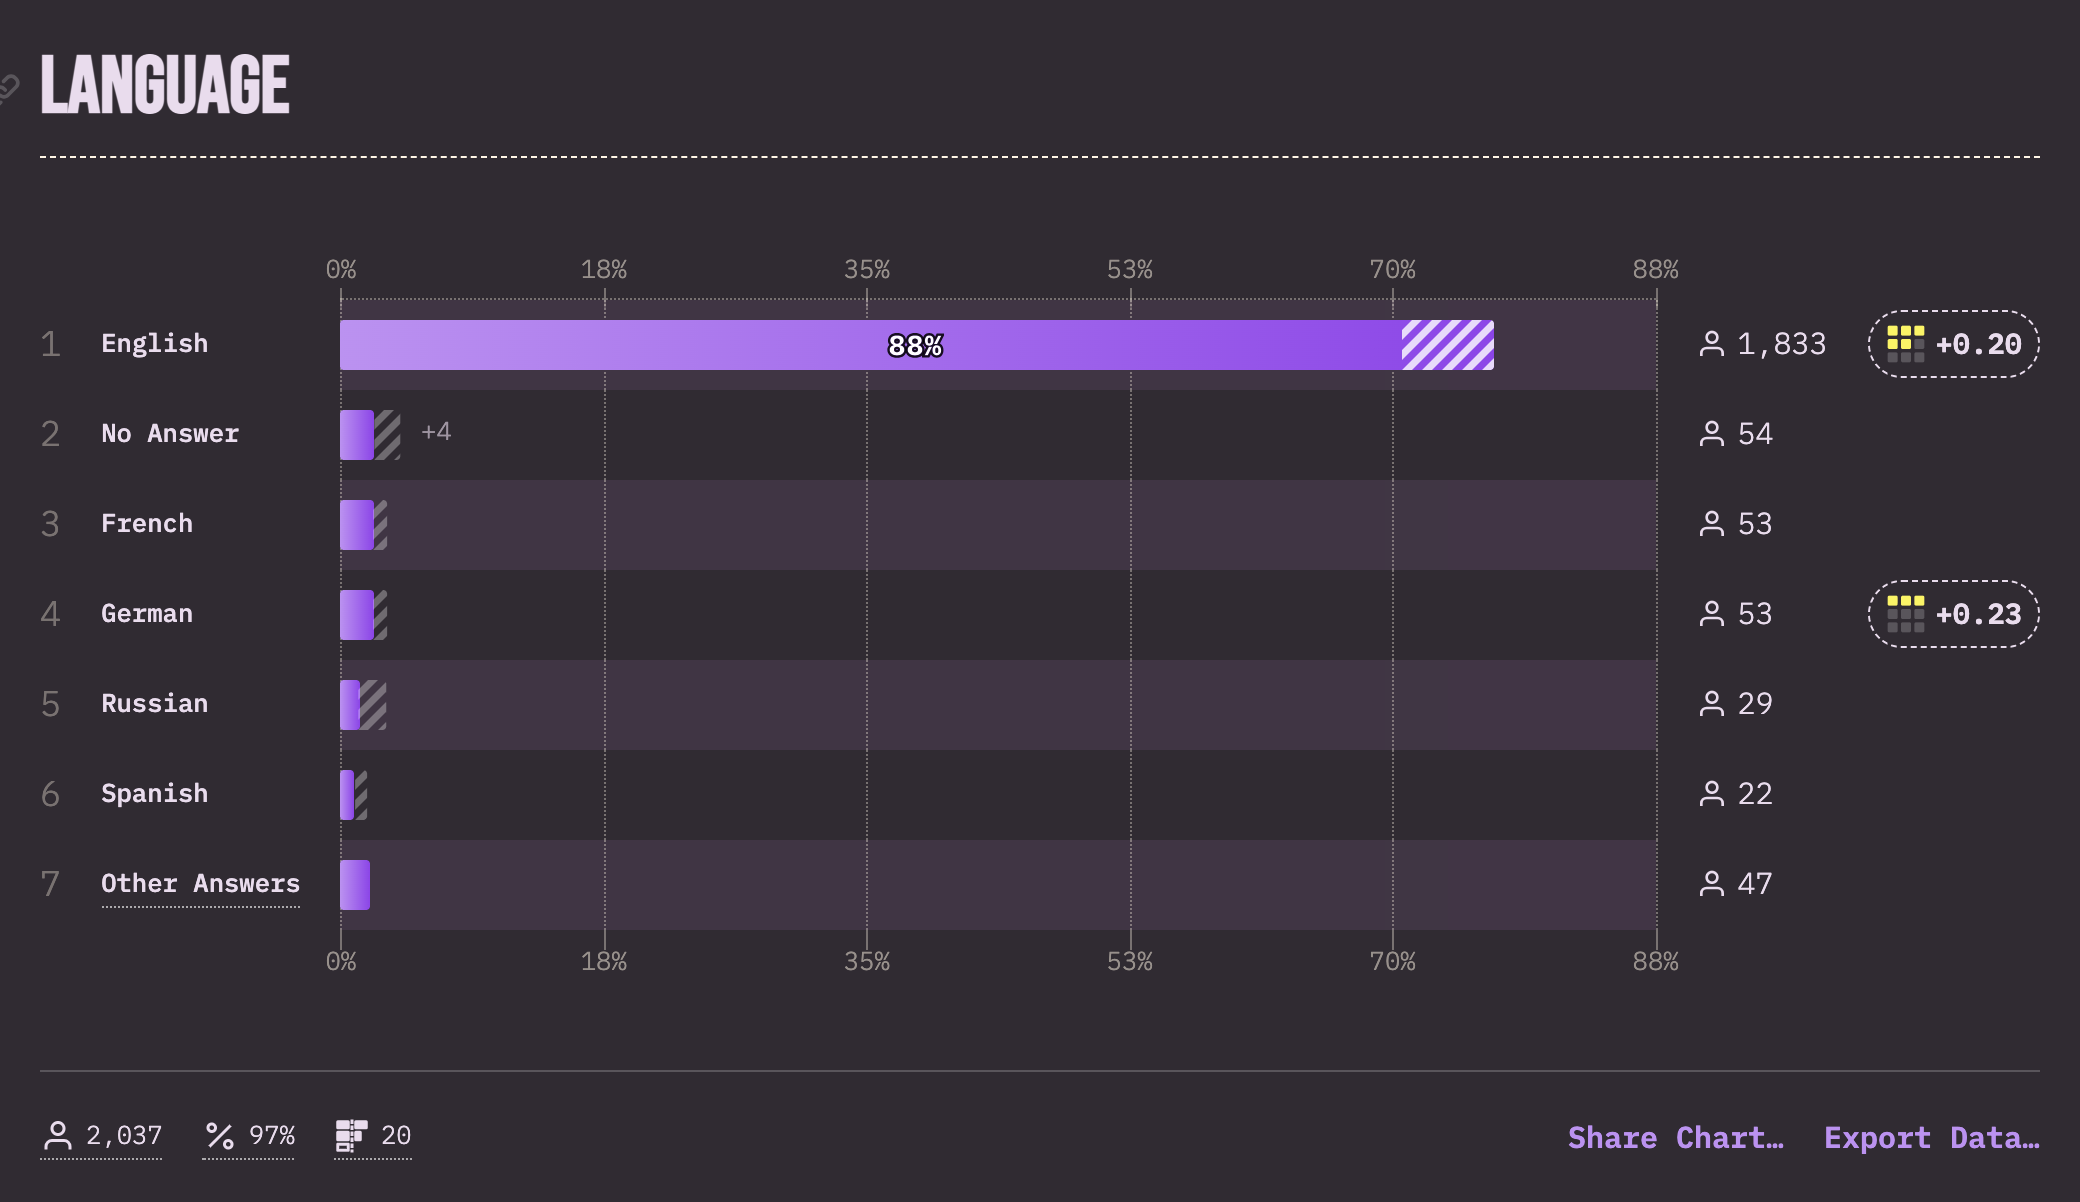 LANGUAGE
0% 18% 35% 53% 70% 88%
1 English 88% 1,833 +0.20
2 No Answer +4 54
3 French 53
4 German 53 +0.23
5 Russian 29
6 Spanish 22
7 Other Answers 47
0% 18% 35% 53% 70% 88%
2,037 % 97% 20 Share Chart… Export Data…